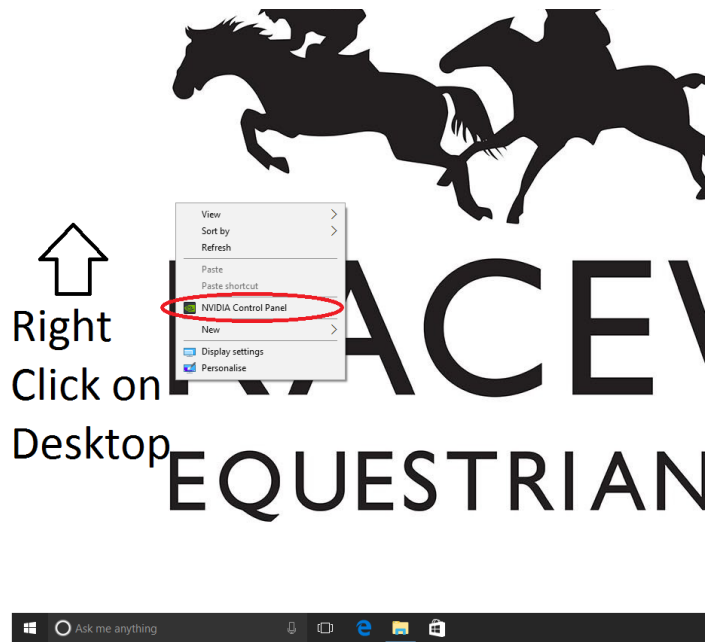 View
Sort by
Refresh
Paste
Paste shortcut
NVIDIA Control Panel
New
Display settings
Personalise
Right
Click on
Desktop
EQUESTRIAN
Ask me anything